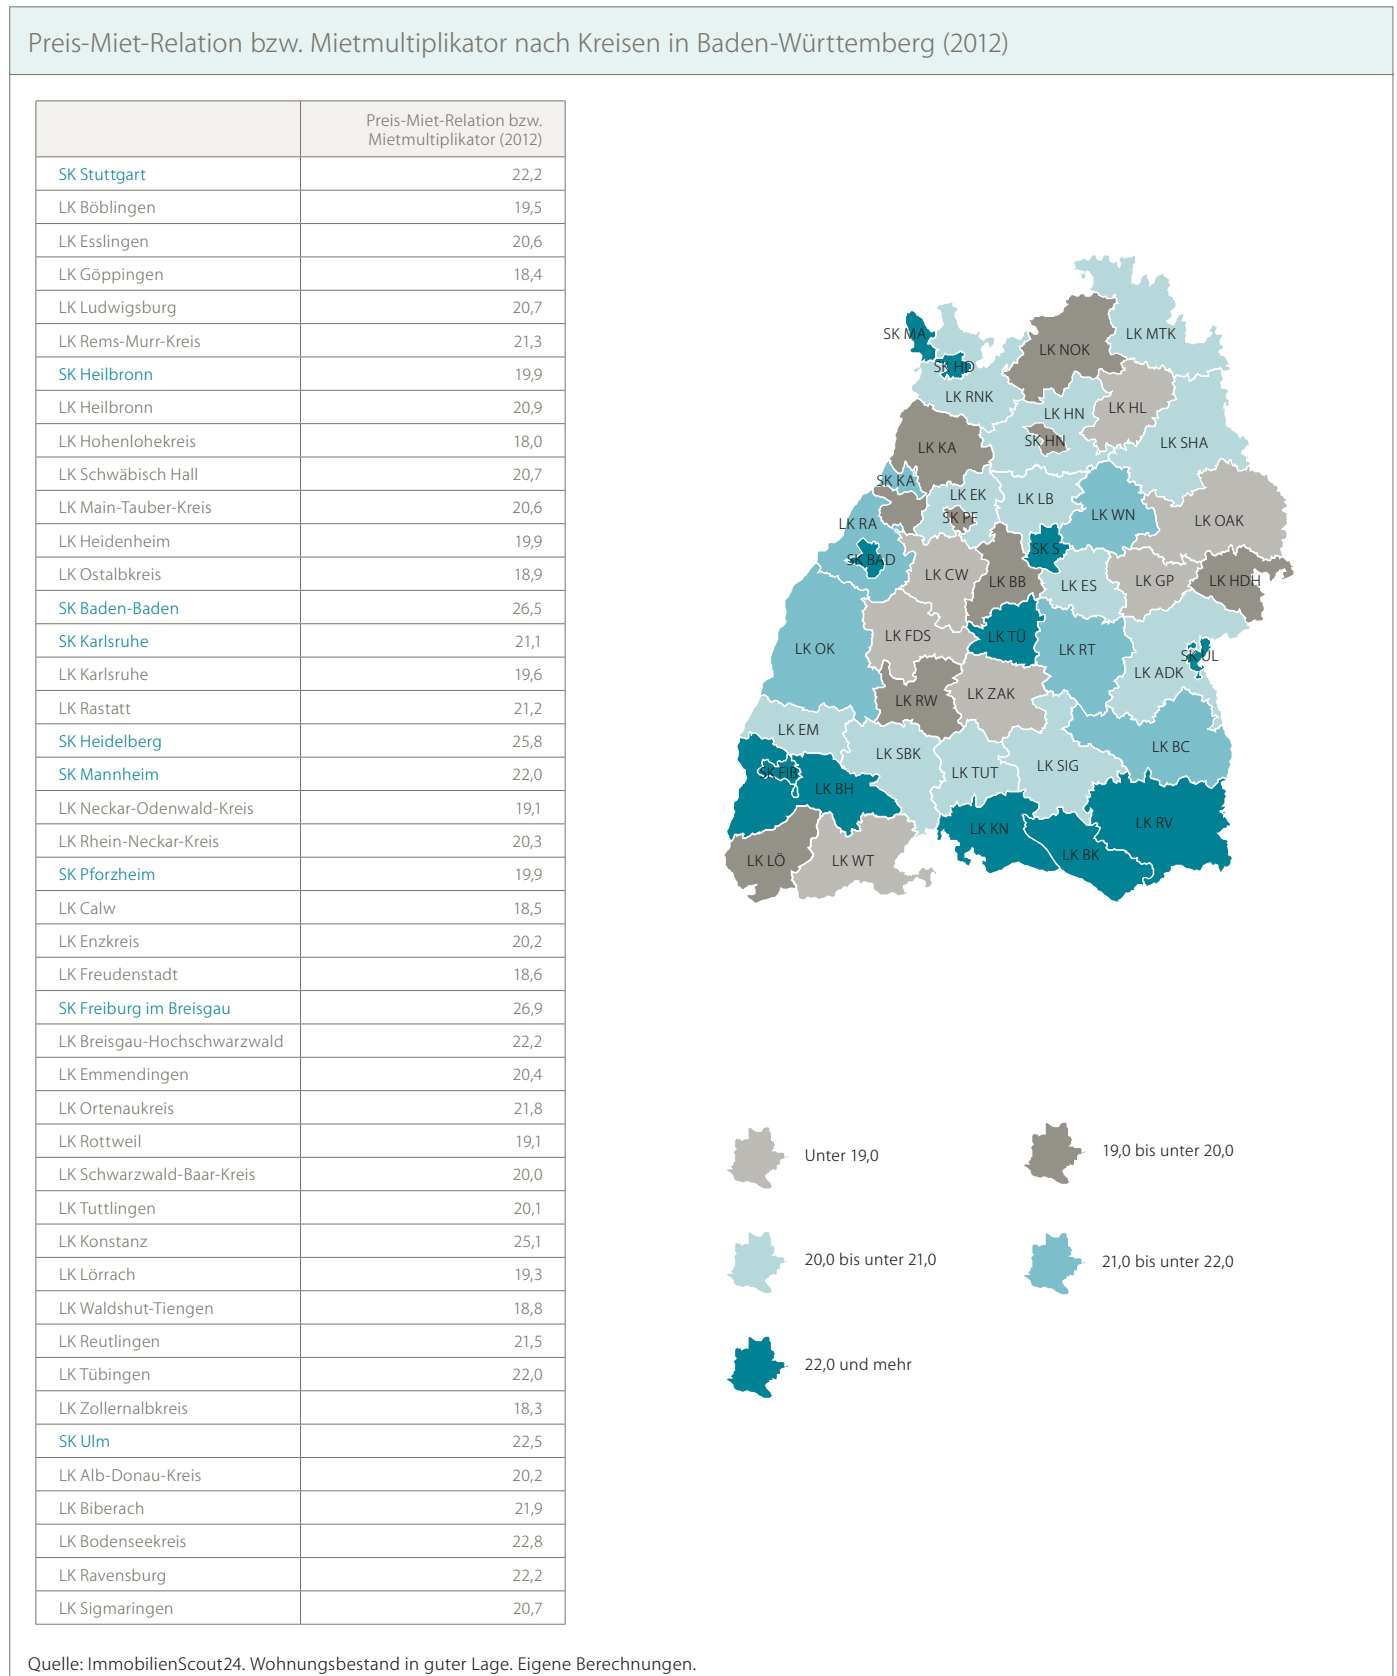 Preis-Miet-Relation bzw. Mietmultiplikator nach Kreisen in Baden-Württemberg (2012)
Preis-Miet-Relation bzw.
Mietmultiplikator (2012)
SK Stuttgart 22,2
LK Böblingen 19,5
LK Esslingen 20,6
LK Göppingen 18,4
LK Ludwigsburg 20,7
LK Rems-Murr-Kreis 21,3
SK Heilbronn 19,9
LK Heilbronn 20,9
LK Hohenlohekreis 18,0
LK Schwäbisch Hall 20,7
LK Main-Tauber-Kreis 20,6
LK Heidenheim 19,9
LK Ostalbkreis 18,9
SK Baden-Baden 26,5
SK Karlsruhe 21,1
LK Karlsruhe 19,6
LK Rastatt 21,2
SK Heidelberg 25,8
SK Mannheim 22,0
LK Neckar-Odenwald-Kreis 19,1
LK Rhein-Neckar-Kreis 20,3
SK Pforzheim 19,9
LK Calw 18,5
LK Enzkreis 20,2
LK Freudenstadt 18,6
SK Freiburg im Breisgau 26,9
LK Breisgau-Hochschwarzwald 22,2
LK Emmendingen 20,4
LK Ortenaukreis 21,8
LK Rottweil 19,1
LK Schwarzwald-Baar-Kreis 20,0
LK Tuttlingen 20,1
LK Konstanz 25,1
LK Lörrach 19,3
LK Waldshut-Tiengen 18,8
LK Reutlingen 21,5
LK Tübingen 22,0
LK Zollernalbkreis 18,3
SK Ulm 22,5
LK Alb-Donau-Kreis 20,2
LK Biberach 21,9
LK Bodenseekreis 22,8
LK Ravensburg 22,2
LK Sigmaringen 20,7
SK MA
LK MTK
LK NOK
SK HD
LK RNK
LK HL
LK HN
SK HN
LK SHA
LK KA
SK KA
LK EK
LK LB
LK WN
SK PF
LK OAK
LK RA
SK S
SK BAD
LK CW
LK BB
LK ES
LK GP
LK HDH
LK FDS
LK TÜ
LK OK
LK RT
SK UL
LK ADK
LK RW
LK ZAK
LK EM
LK SBK
LK BC
LK TUT
LK SIG
SK FIB
LK BH
LK KN
LK RV
LK LÖ
LK WT
LK BK
Unter 19,0
19,0 bis unter 20,0
20,0 bis unter 21,0
21,0 bis unter 22,0
22,0 und mehr
Quelle: ImmobilienScout24. Wohnungsbestand in guter Lage. Eigene Berechnungen.